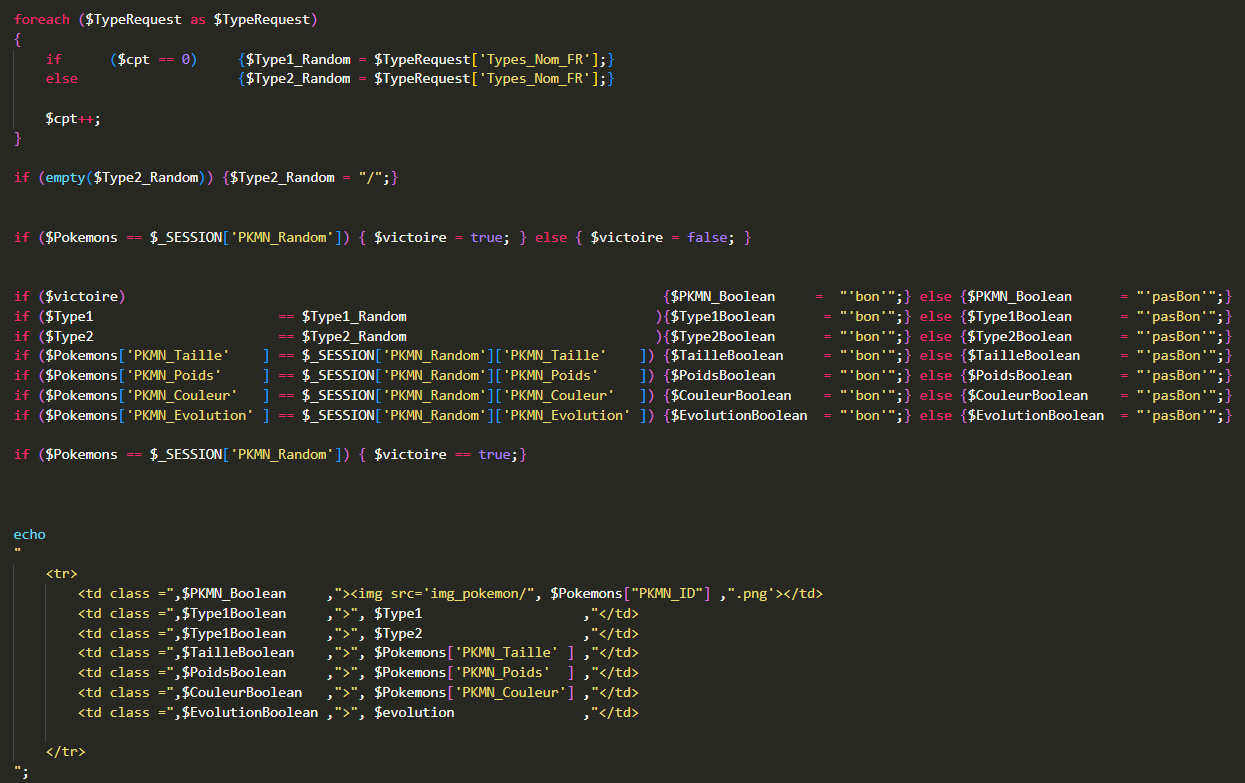 foreach ($TypeRequest as $TypeRequest)
{
    if      ($cpt == 0)     {$Type1_Random = $TypeRequest['Types_Nom_FR'];}
    else                    {$Type2_Random = $TypeRequest['Types_Nom_FR'];}
    $cpt++;
}
if (empty($Type2_Random)) {$Type2_Random = "/";}
if ($Pokemons == $_SESSION['PKMN_Random']) { $victoire = true; } else { $victoire = false; }
if ($victoire)                                                                   {$PKMN_Boolean     =  "'bon'";} else {$PKMN_Boolean      = "'pasBon'";}
if ($Type1                       == $Type1_Random                               ){$Type1Boolean      = "'bon'";} else {$Type1Boolean      = "'pasBon'";}
if ($Type2                       == $Type2_Random                               ){$Type2Boolean      = "'bon'";} else {$Type2Boolean      = "'pasBon'";}
if ($Pokemons['PKMN_Taille'    ] == $_SESSION['PKMN_Random']['PKMN_Taille'    ]) {$TailleBoolean     = "'bon'";} else {$TailleBoolean     = "'pasBon'";}
if ($Pokemons['PKMN_Poids'     ] == $_SESSION['PKMN_Random']['PKMN_Poids'     ]) {$PoidsBoolean      = "'bon'";} else {$PoidsBoolean      = "'pasBon'";}
if ($Pokemons['PKMN_Couleur'   ] == $_SESSION['PKMN_Random']['PKMN_Couleur'   ]) {$CouleurBoolean    = "'bon'";} else {$CouleurBoolean    = "'pasBon'";}
if ($Pokemons['PKMN_Evolution' ] == $_SESSION['PKMN_Random']['PKMN_Evolution' ]) {$EvolutionBoolean  = "'bon'";} else {$EvolutionBoolean  = "'pasBon'";}
if ($Pokemons == $_SESSION['PKMN_Random']) { $victoire == true;}
echo
"
    <tr>
        <td class =",$PKMN_Boolean     ,"><img src='img_pokemon/", $Pokemons["PKMN_ID"] ,".png'></td>
        <td class =",$Type1Boolean     ,">", $Type1                    ,"</td>
        <td class =",$Type1Boolean     ,">", $Type2                    ,"</td>
        <td class =",$TailleBoolean    ,">", $Pokemons['PKMN_Taille' ] ,"</td>
        <td class =",$PoidsBoolean     ,">", $Pokemons['PKMN_Poids'  ] ,"</td>
        <td class =",$CouleurBoolean   ,">", $Pokemons['PKMN_Couleur'] ,"</td>
        <td class =",$EvolutionBoolean ,">", $evolution                ,"</td>
    </tr>
";